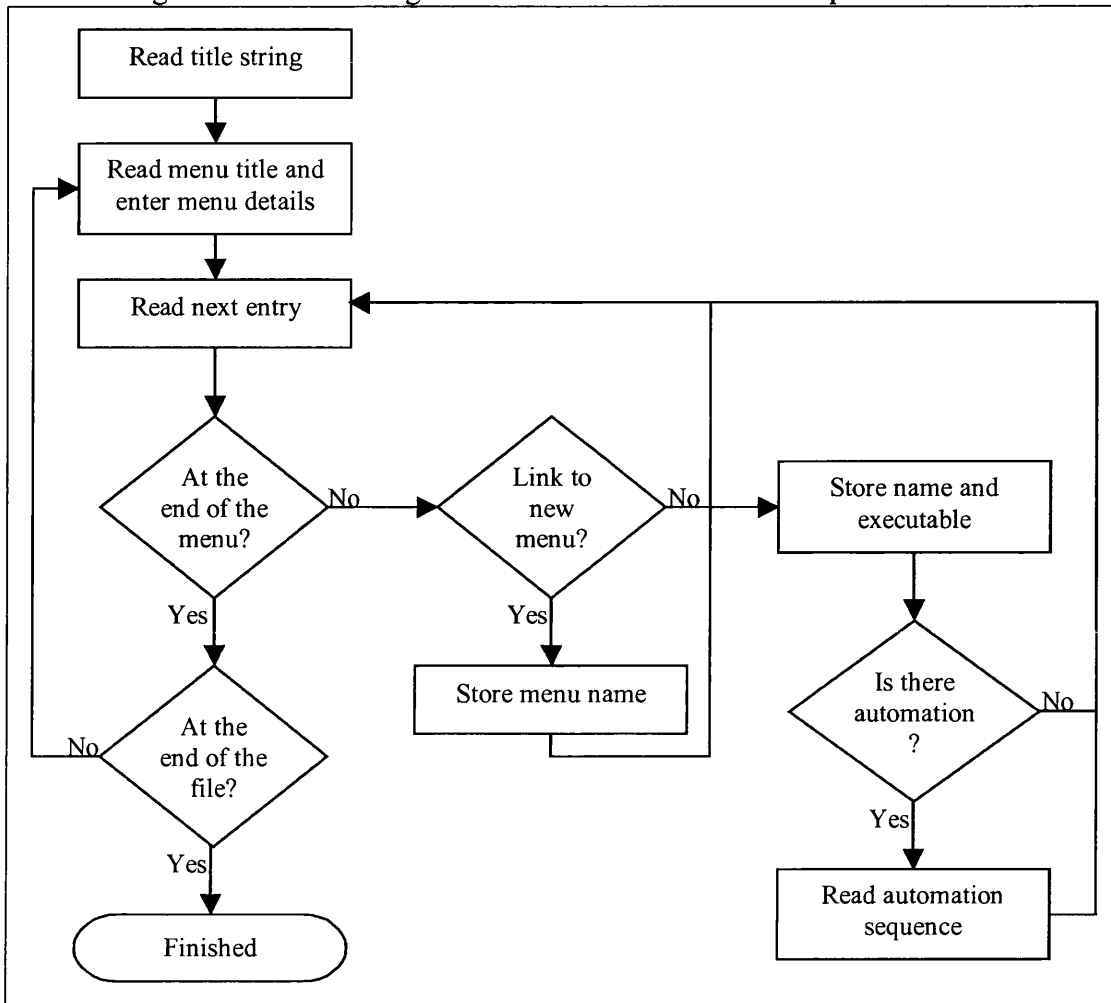 Read title string
Read menu title and
enter menu details
Read next entry
At the
end of the
menu?
No
Link to
new
menu?
No
Store name and
executable
Yes
Yes
Store menu name
Is there
automation
?
No
At the
end of the
file?
No
Yes
Yes
Read automation
sequence
Finished